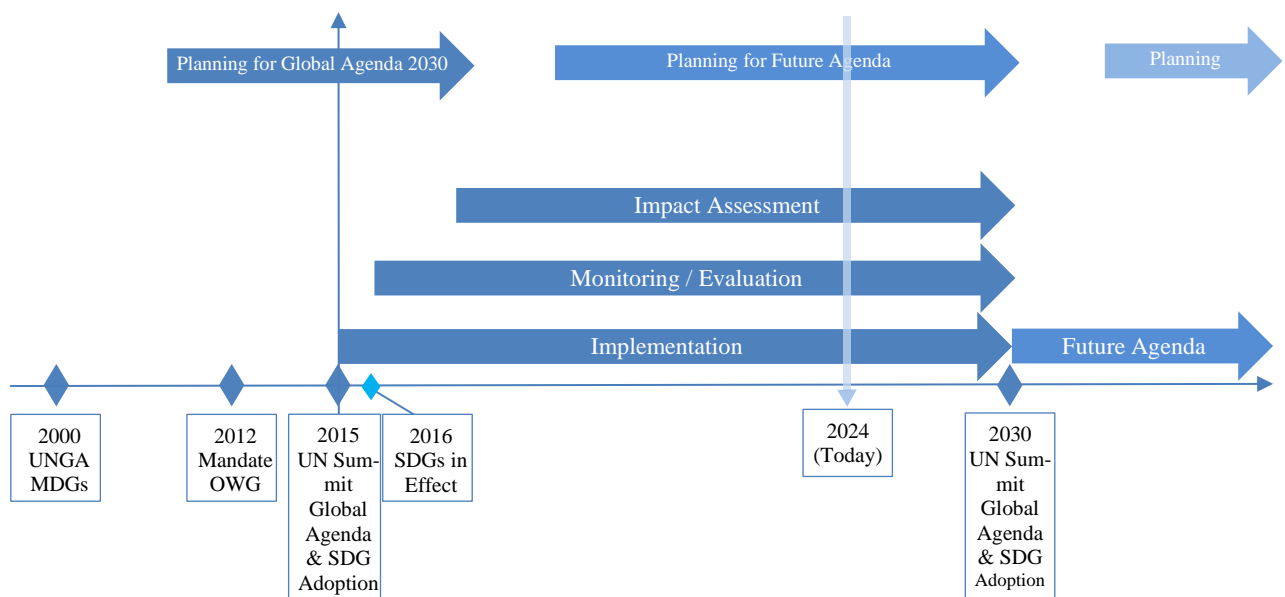 Planning for Global Agenda 2030
Planning for Future Agenda
Planning
Impact Assessment
Monitoring / Evaluation
Implementation
Future Agenda
2000
UNGA
MDGs
2012
Mandate
OWG
2015
UN Sum-
mit
Global
Agenda
& SDG
Adoption
2016
SDGs in
Effect
2024
(Today)
2030
UN Sum-
mit
Global
Agenda
& SDG
Adoption